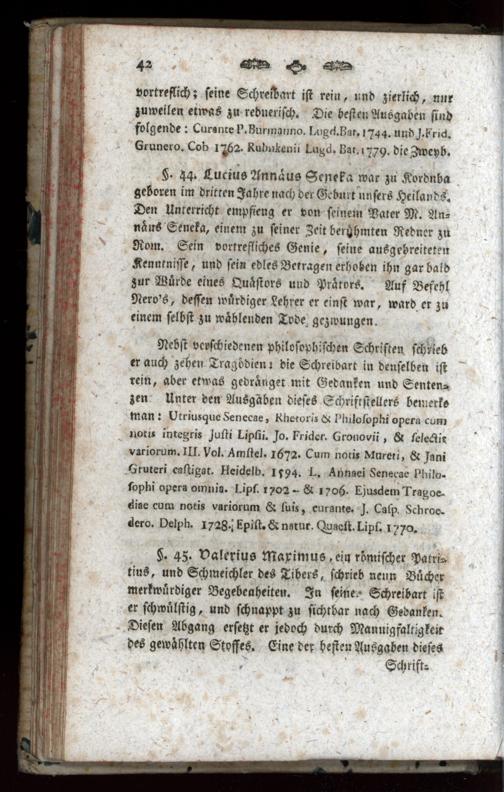 42
vortreflich; seine Schreibart ist rein, und zierlich, nur
zuweilen etwas zu rednerisch. Die besten Ausgaben sind
folgende: Curante P. Burmanno. Lugd. Bat. 1744. und J. Frid.
Grunero. Cob 1762. Ruhnkenii Lugd. Bat. 1779. die Zweyb.
§. 44. Lucius Annäus Seneka war zu Korduba
geboren im dritten Jahre nach der Geburt unsers Heilands.
Den Unterricht empfieng er von seinem Vater M. An-
näus Seneka, einem zu seiner Zeit berühmten Redner zu
Rom. Sein vortrefliches Genie, seine ausgebreiteten
Kenntnisse, und sein edles Betragen erhoben ihn gar bald
zur Würde eines Quästors und Prätors. Auf Befehl
Nero's, dessen würdiger Lehrer er einst war, ward er zu
einem selbst zu wählenden Tode gezwungen.
Nebst verschiedenen philosophischen Schriften schrieb
er auch zehen Tragödien: die Schreibart in denselben ist
rein, aber etwas gedränget mit Gedanken und Senten-
zen. Unter den Ausgaben dieses Schriftstellers bemerke
man: Utriusque Senecae, Rhetoris & Philosophi opera cum
notis integris Justi Lipsii. Jo. Frider. Gronovii, & selectis
variorum. III. Vol. Amstel. 1672. Cum notis Mureti, & Jani
Gruteri castigat. Heidelb. 1594. L. Annaei Senecae Philo-
sophi opera omnia. Lips. 1702 - & 1706. Ejusdem Tragoe-
diae cum notis variorum & suis, curante. J. Casp. Schroe-
dero. Delph. 1728.; Epist. & natur. Quaest. Lips. 1770.
§. 45. Valerius Maximus, ein römischer Patri-
tius, und Schmeichler des Tibers, schrieb neun Bücher
merkwürdiger Begebenheiten. In seiner Schreibart ist
er schwülstig, und schnappt zu sichtbar nach Gedanken.
Diesen Abgang ersetzt er jedoch durch Mannigfaltigkeit
des gewählten Stoffes. Eine der besten Ausgaben dieses
Schrift-